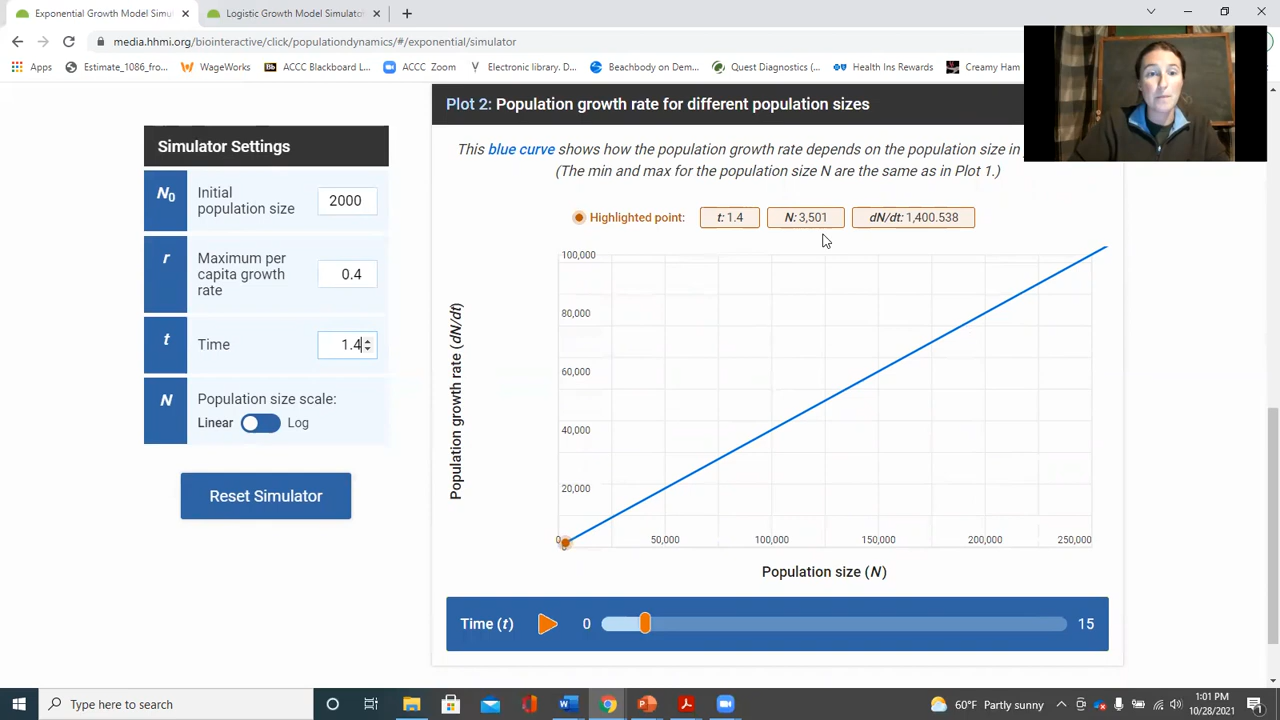 Exponential Growth Model Simu
Logistic Growth Model Simulator
media.hhmi.org/biointeractive/click/populationdynamics/#/exponential/simulator
Apps
Estimate_1086_fro...
WageWorks
ACCC Blackboard L...
ACCC Zoom
Electronic Library...
Beachbody on Dem...
Quest Diagnostics (...
Health Ins Rewards
Creamy Ham
Plot 2: Population growth rate for different population sizes
This blue curve shows how the population growth rate depends on the population size in
(The min and max for the population size N are the same as in Plot 1.)
Highlighted point:
t: 1.4
N: 3,501
dN/dt: 1,400.538
Simulator Settings
N0
Initial population size
2000
r
Maximum per capita growth rate
0.4
t
Time
1.4
N
Population size scale:
Linear
Log
Reset Simulator
Population growth rate (dN/dt)
100,000
80,000
60,000
40,000
20,000
0
50,000
100,000
150,000
200,000
250,000
Population size (N)
Time (t)
0
15
Type here to search
60°F Partly sunny
1:01 PM
10/28/2021